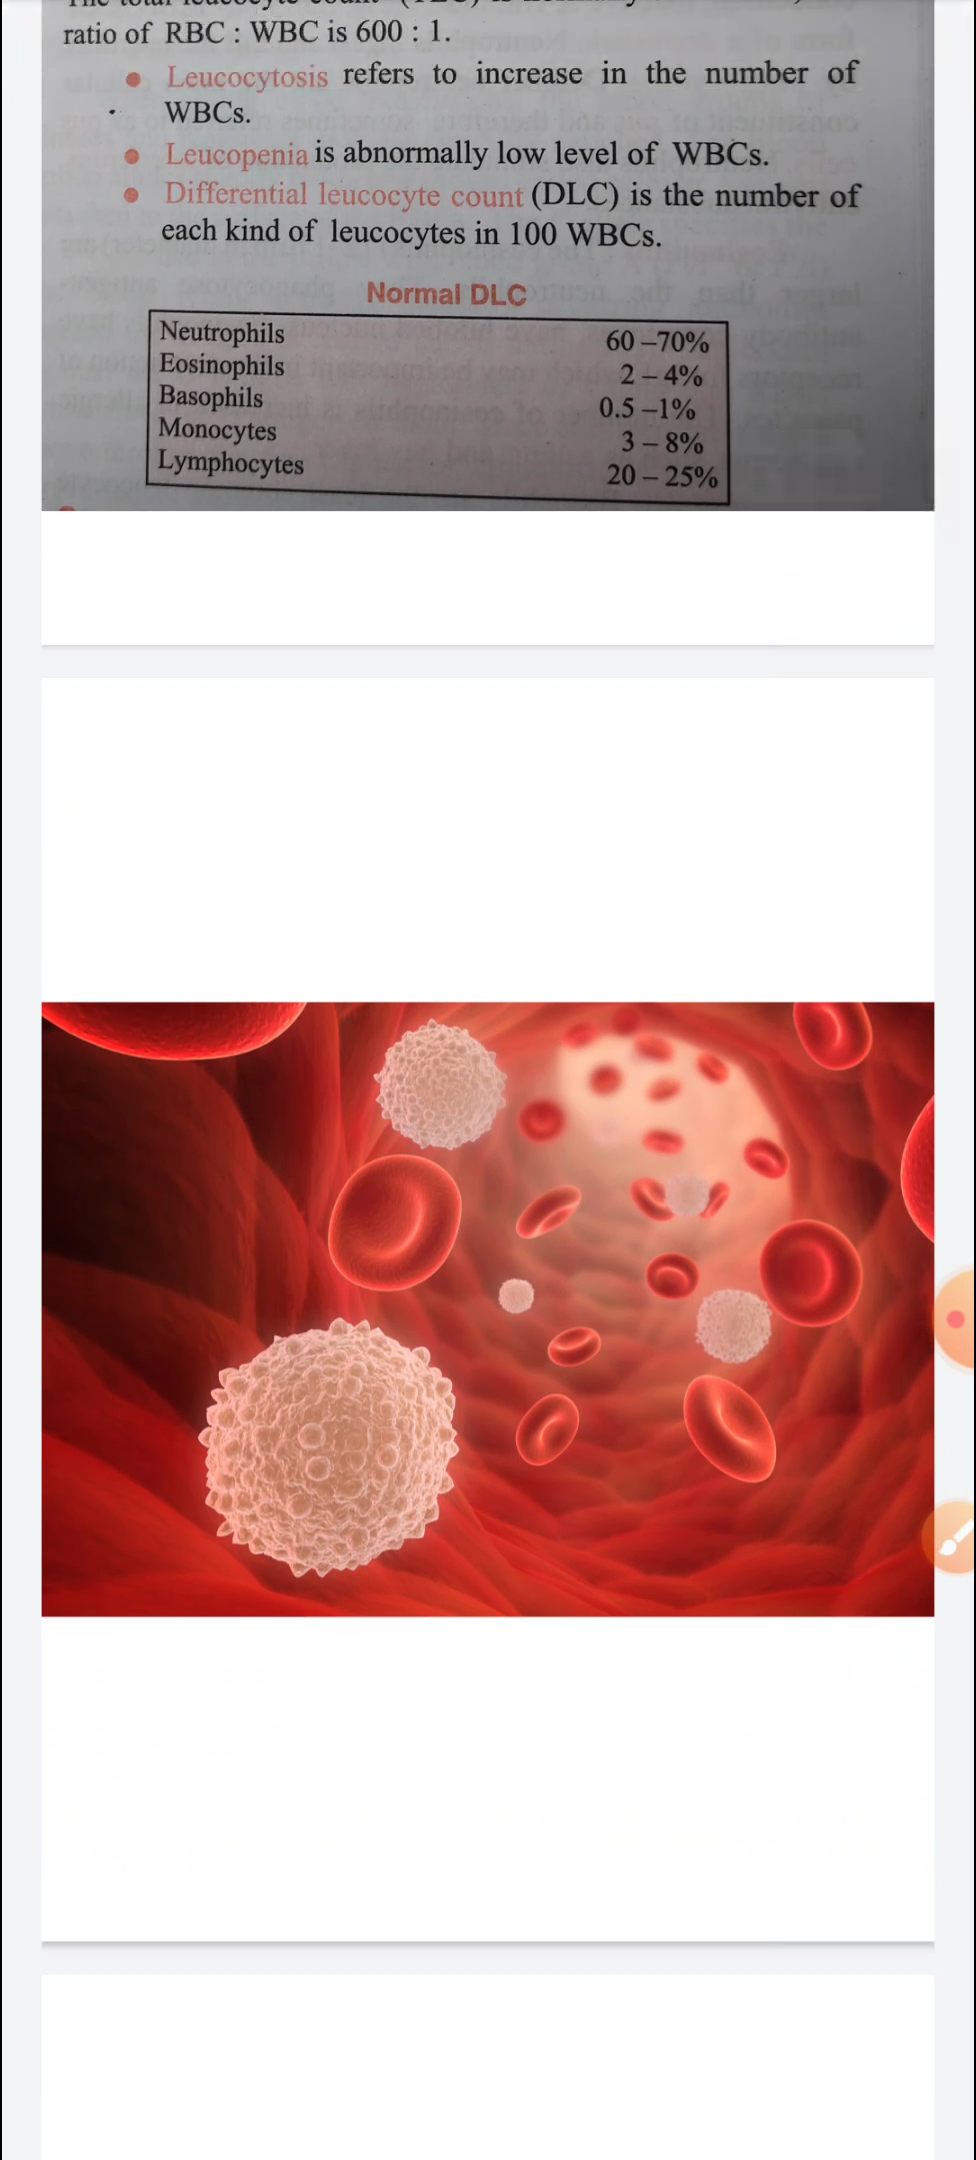 ratio of RBC : WBC is 600 : 1.
Leucocytosis refers to increase in the number of
WBCs.
Leucopenia is abnormally low level of WBCs.
Differential leucocyte count (DLC) is the number of
each kind of leucocytes in 100 WBCs.
Normal DLC
Neutrophils 60 –70%
Eosinophils 2 – 4%
Basophils 0.5 –1%
Monocytes 3 – 8%
Lymphocytes 20 – 25%